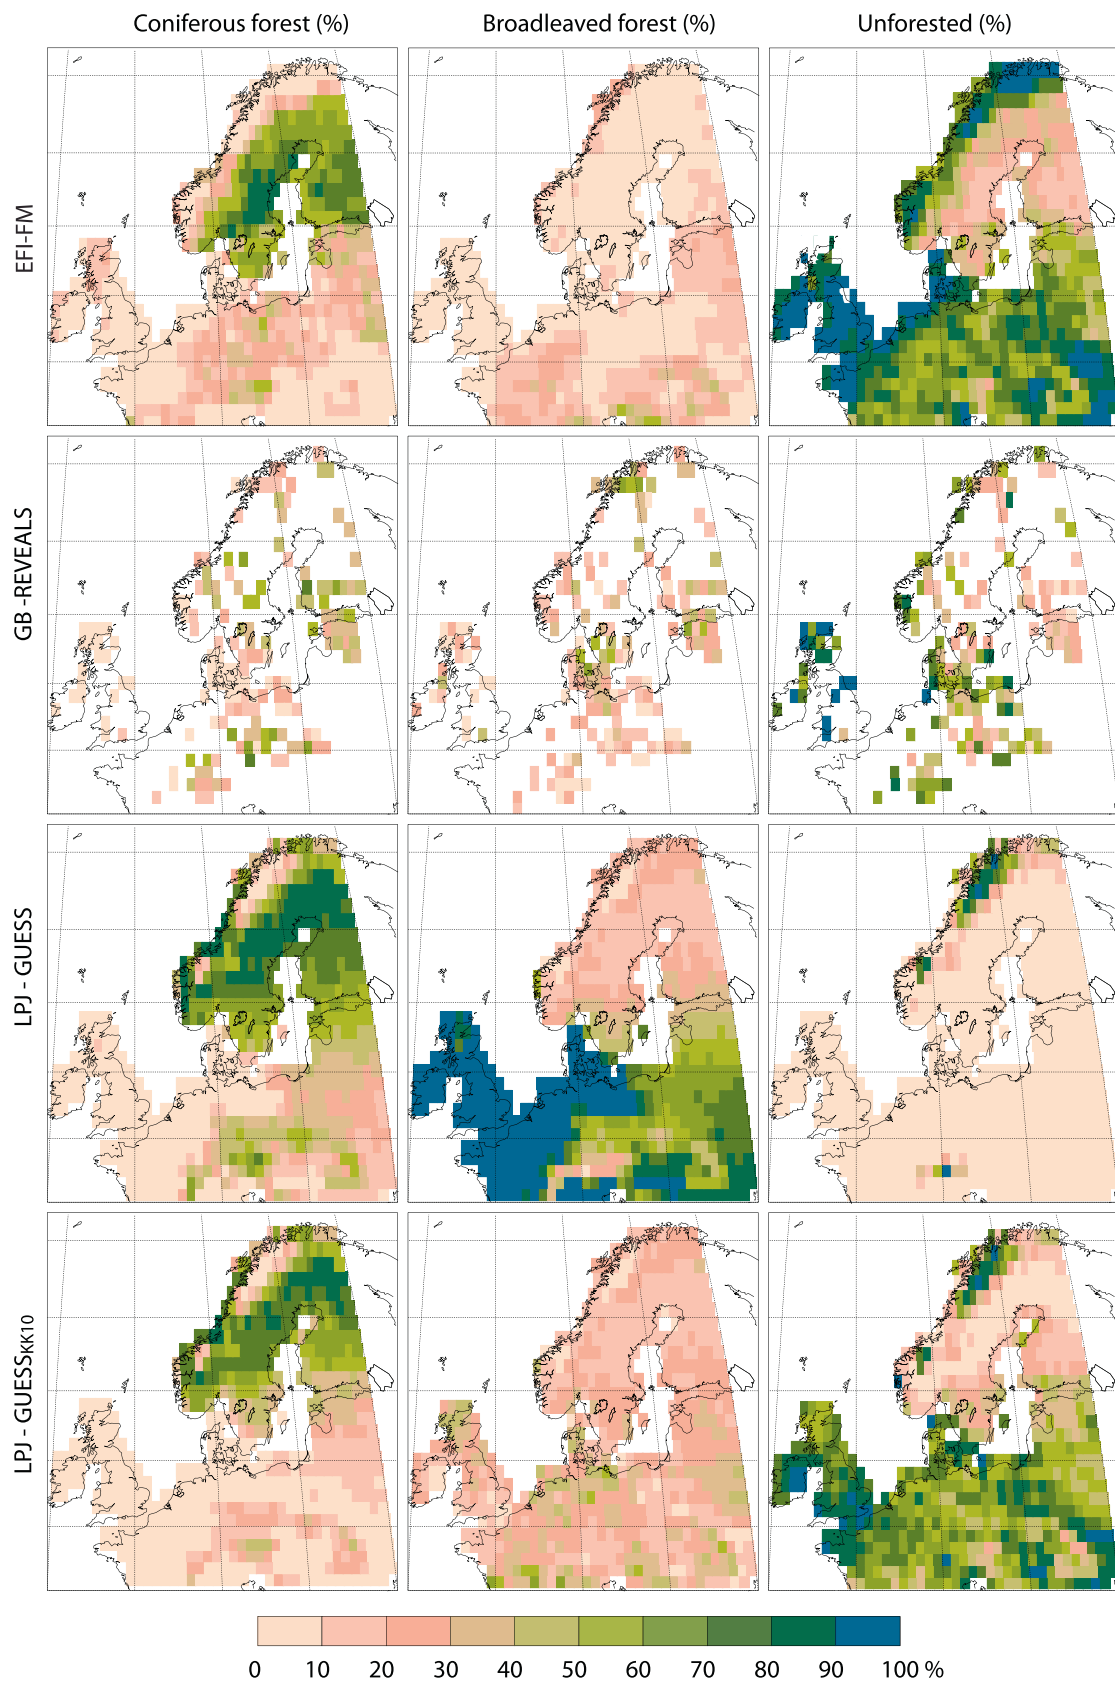 Coniferous forest (%) Broadleaved forest (%) Unforested (%)
EFI-FM
GB -REVEALS
LPJ - GUESS
LPJ - GUESSKK10
0 10 20 30 40 50 60 70 80 90 100 %